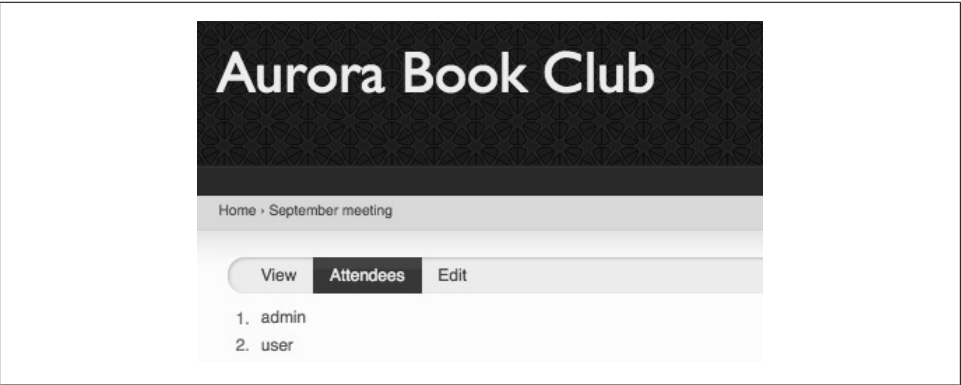 Aurora Book Club
Home › September meeting
View Attendees Edit
1. admin
2. user